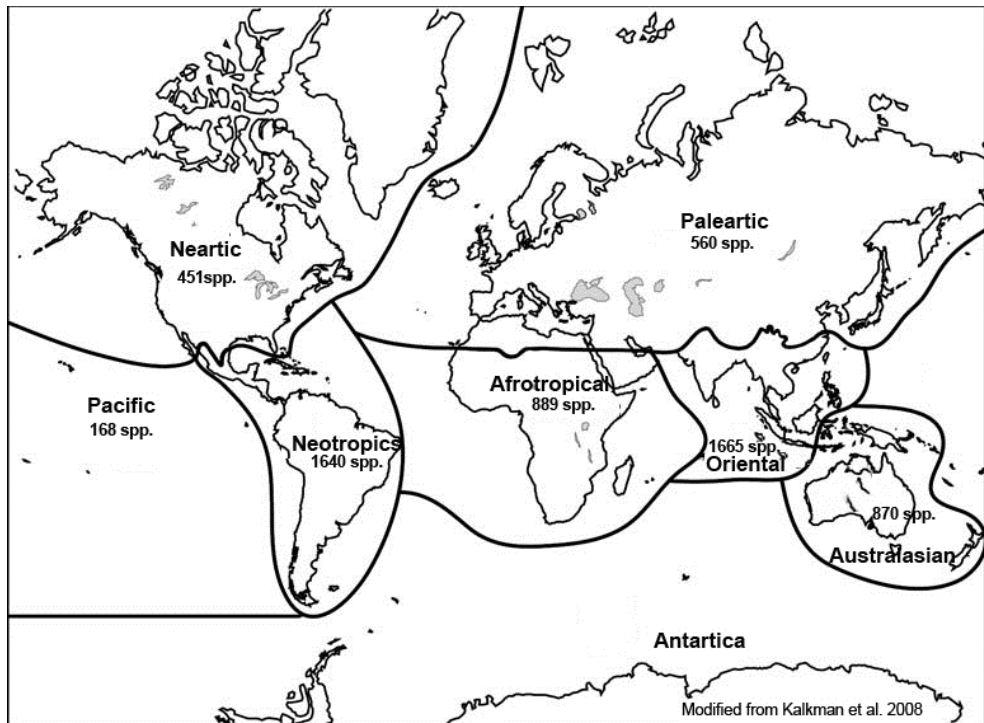 Neartic
451spp.
Paleartic
560 spp.
Pacific
168 spp.
Neotropics
1640 spp.
Afrotropical
889 spp.
1665 spp.
Oriental
870 spp.
Australasian
Antartica
Modified from Kalkman et al. 2008